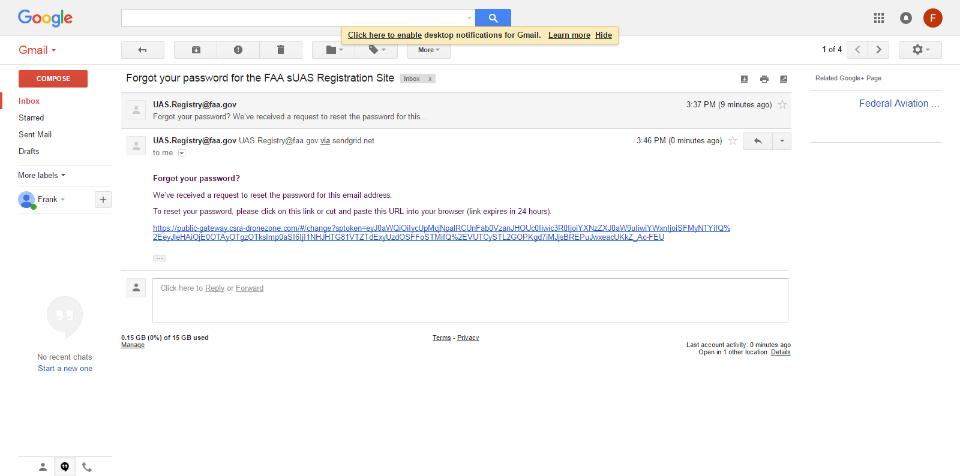 Google
Click here to enable desktop notifications for Gmail. Learn more Hide
F
Gmail
More
1 of 4
COMPOSE
Inbox
Starred
Sent Mail
Drafts
More labels
Frank
No recent chats
Start a new one
Forgot your password for the FAA sUAS Registration Site Inbox x
UAS.Registry@faa.gov 3:37 PM (9 minutes ago)
Forgot your password? We've received a request to reset the password for this…
UAS.Registry@faa.gov UAS.Registry@faa.gov via sendgrid.net 3:46 PM (0 minutes ago)
to me
Forgot your password?
We've received a request to reset the password for this email address.
To reset your password, please click on this link or cut and paste this URL into your browser (link expires in 24 hours).
Click here to Reply or Forward
0.15 GB (0%) of 15 GB used
Manage
Terms - Privacy
Last account activity: 0 minutes ago
Open in 1 other location Details
Related Google+ Page
Federal Aviation ...